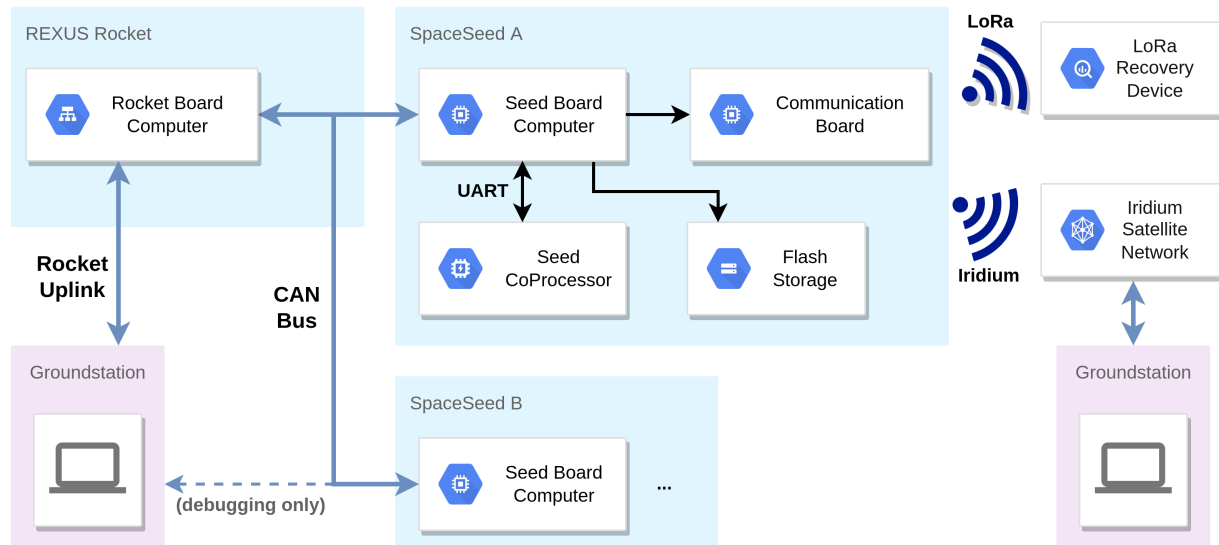 REXUS Rocket
Rocket Board
Computer
SpaceSeed A
Seed Board
Computer
Communication
Board
UART
Seed
CoProcessor
Flash
Storage
LoRa
LoRa
Recovery
Device
Iridium
Iridium
Satellite
Network
Rocket
Uplink
CAN
Bus
Groundstation
(debugging only)
SpaceSeed B
Seed Board
Computer
...
Groundstation